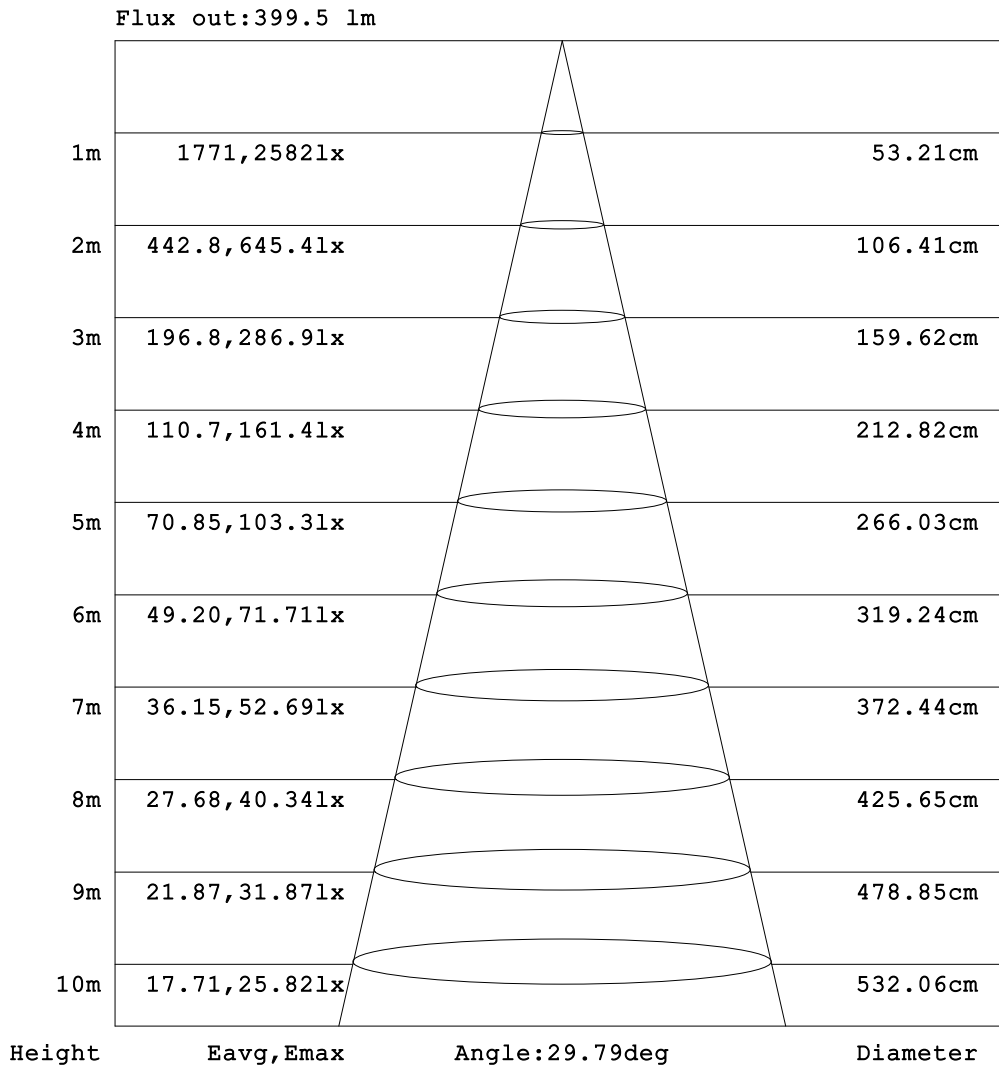 Flux out:399.5 lm
1m 1771,2582lx 53.21cm
2m 442.8,645.4lx 106.41cm
3m 196.8,286.9lx 159.62cm
4m 110.7,161.4lx 212.82cm
5m 70.85,103.3lx 266.03cm
6m 49.20,71.71lx 319.24cm
7m 36.15,52.69lx 372.44cm
8m 27.68,40.34lx 425.65cm
9m 21.87,31.87lx 478.85cm
10m 17.71,25.82lx 532.06cm
Height Eavg,Emax Angle:29.79deg Diameter